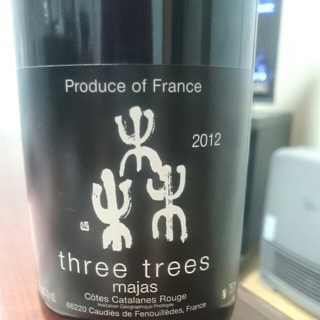 Produce of France
2012
three trees
majas
Côtes Catalanes Rouge
Indication Géographique Protégée
66220 Caudiès de Fenouillèdes, France